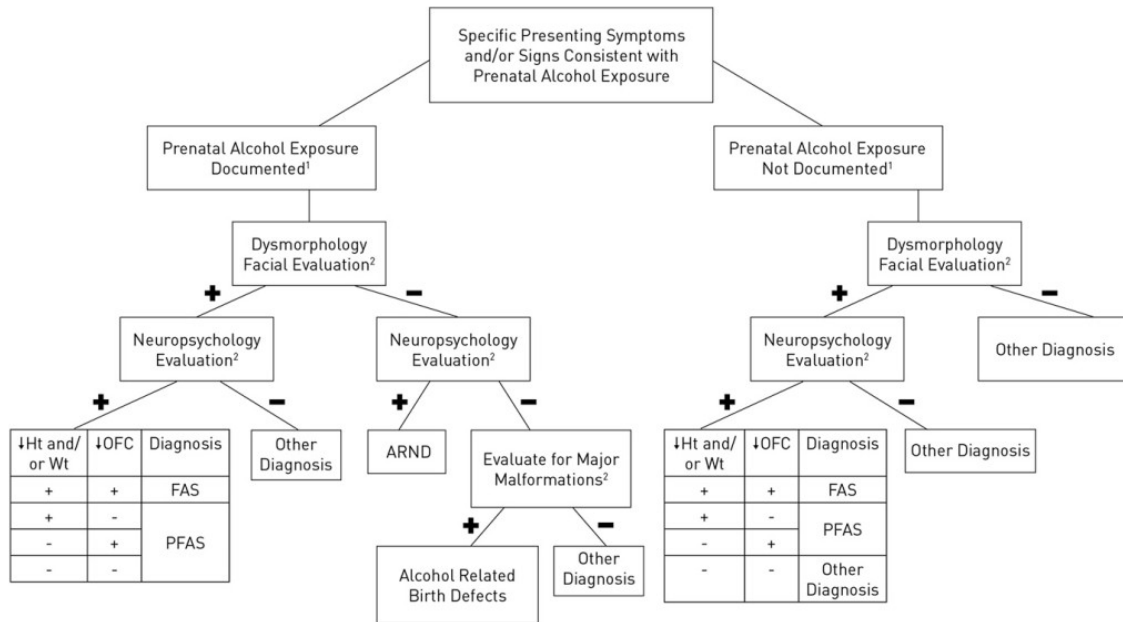 Specific Presenting Symptoms
and/or Signs Consistent with
Prenatal Alcohol Exposure
Prenatal Alcohol Exposure
Documented¹
Prenatal Alcohol Exposure
Not Documented¹
Dysmorphology
Facial Evaluation²
Dysmorphology
Facial Evaluation²
+
−
+
−
Neuropsychology
Evaluation²
Neuropsychology
Evaluation²
Neuropsychology
Evaluation²
Other Diagnosis
+
−
+
−
+
−
↓Ht and/
or Wt
↓OFC
Diagnosis
+ + FAS
+ -
PFAS
- +
- -
Other
Diagnosis
ARND
Evaluate for Major
Malformations²
+
−
Alcohol Related
Birth Defects
Other
Diagnosis
↓Ht and/
or Wt
↓OFC
Diagnosis
+ + FAS
+ -
PFAS
- +
- - Other
Diagnosis
Other Diagnosis